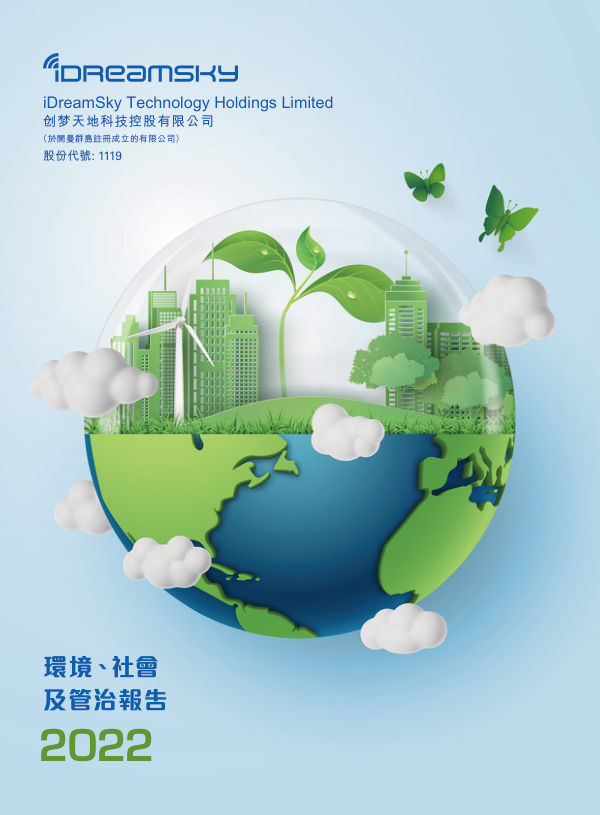 iDREAMSKY
iDreamSky Technology Holdings Limited
创梦天地科技控股有限公司
(於開曼群島註冊成立的有限公司)
股份代號: 1119
環境、社會
及管治報告
2022